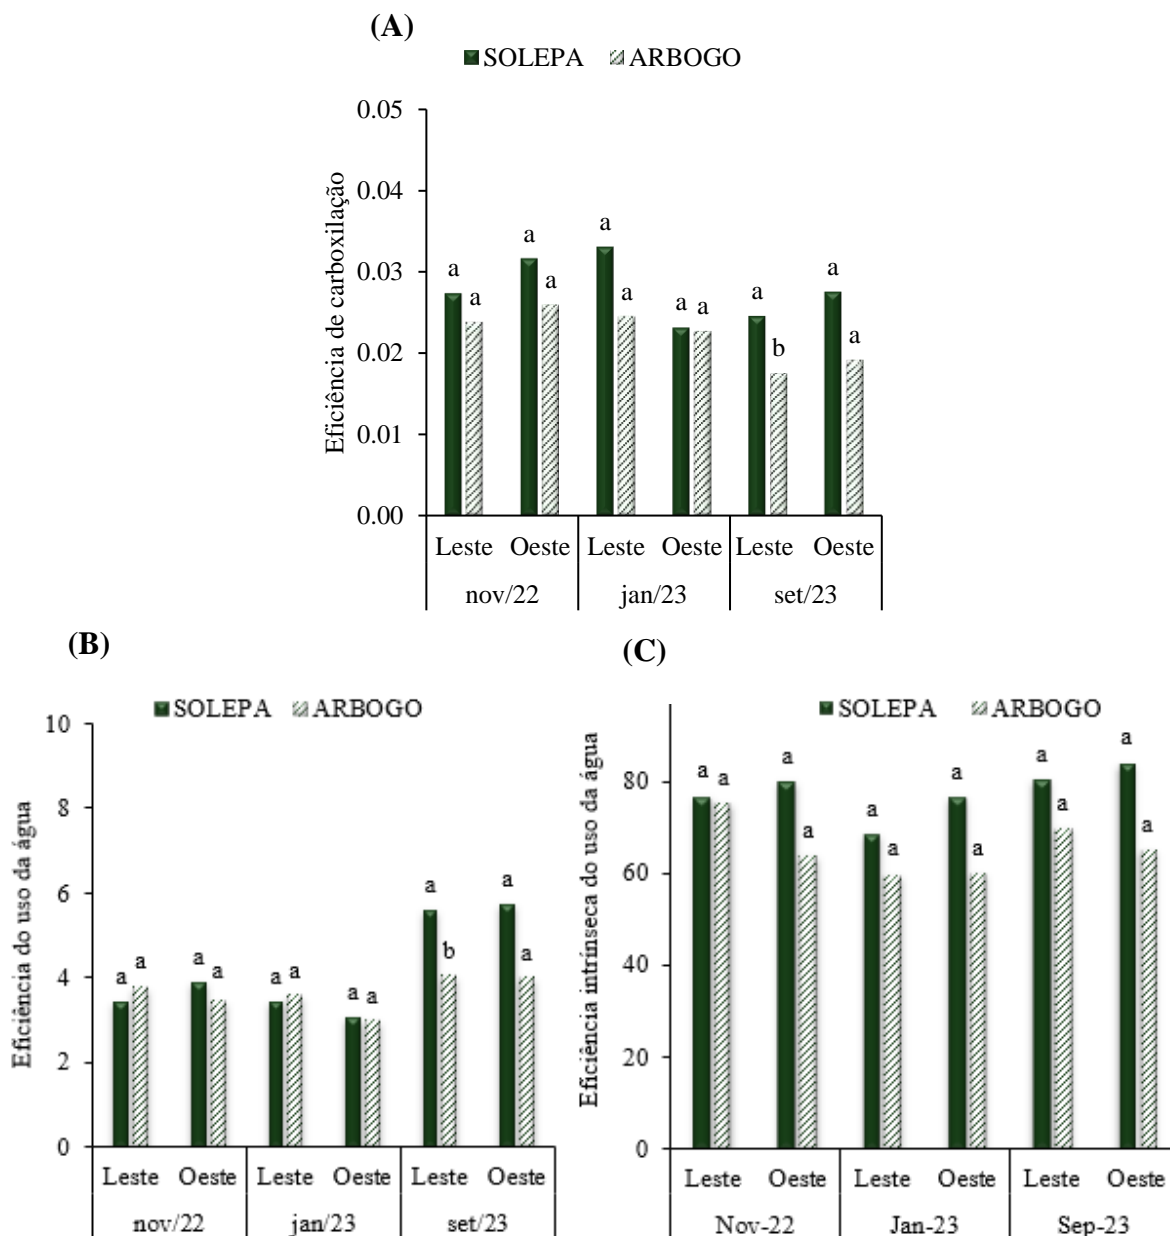 (A)
SOLEPA ARBOGO
Eficiência de carboxilação
0.05
0.04
0.03
0.02
0.01
0.00
a a a a a a a a a b a a
Leste Oeste Leste Oeste Leste Oeste
nov/22 jan/23 set/23
(B)
SOLEPA ARBOGO
Eficiência do uso da água
10
8
6
4
2
0
a a a a a a a a a b a a
Leste Oeste Leste Oeste Leste Oeste
nov/22 jan/23 set/23
(C)
SOLEPA ARBOGO
Eficiência intrínseca do uso da água
80
60
40
20
0
a a a a a a a a a a a a
Leste Oeste Leste Oeste Leste Oeste
Nov-22 Jan-23 Sep-23